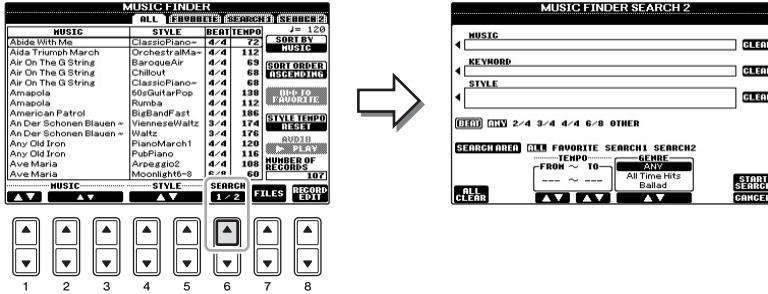 MUSIC FINDER
ALL FAVORITE SEARCH1 SEARCH2
MUSIC STYLE BEAT TEMPO ♩= 120
Abide With Me ClassicPiano~ 4/4 72
Aida Triumph March OrchestralMa~ 4/4 112
Air On The G String BaroqueAir 4/4 69
Air On The G String Chillout 4/4 68
Air On The G String ClassicPiano~ 4/4 68
Amapola 60sGuitarPop 4/4 138
Amapola Rumba 4/4 112
American Patrol BigBandFast 4/4 186
An Der Schonen Blauen ~ VienneseWaltz 3/4 174
An Der Schonen Blauen ~ Waltz 3/4 176
Any Old Iron PianoMarch1 4/4 120
Any Old Iron PubPiano 4/4 116
Ave Maria Arpeggio2 4/4 108
Ave Maria Moonlight6-8 6/8 60
SORT BY
MUSIC
SORT ORDER
ASCENDING
ADD TO
FAVORITE
STYLE TEMPO
RESET
AUDIO
▶ PLAY
NUMBER OF
RECORDS
107
MUSIC STYLE SEARCH
1/2
FILES
RECORD
EDIT
1 2 3 4 5 6 7 8
MUSIC FINDER SEARCH 2
MUSIC
CLEAR
KEYWORD
CLEAR
STYLE
CLEAR
BEAT ANY 2/4 3/4 4/4 6/8 OTHER
SEARCH AREA ALL FAVORITE SEARCH1 SEARCH2
TEMPO
FROM ~ TO
--- ~ ---
GENRE
ANY
All Time Hits
Ballad
ALL
CLEAR
START
SEARCH
CANCEL